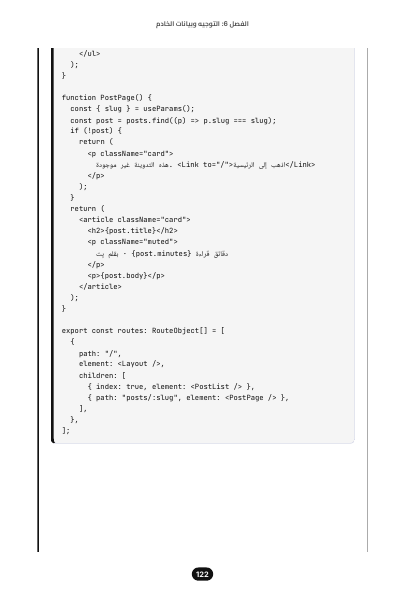 الفصل 6: التوجيه وبيانات الخادم
</ul>
);
}
function PostPage() {
const { slug } = useParams();
const post = posts.find((p) => p.slug === slug);
if (!post) {
return (
<p className="card">
هذه التدوينة غير موجودة. <Link to="/">اذهب إلى الرئيسية</Link>
</p>
);
}
return (
<article className="card">
<h2>{post.title}</h2>
<p className="muted">
بقلم يت - {post.minutes} دقائق قراءة
</p>
<p>{post.body}</p>
</article>
);
}
export const routes: RouteObject[] = [
{
path: "/",
element: <Layout />,
children: [
{ index: true, element: <PostList /> },
{ path: "posts/:slug", element: <PostPage /> },
],
},
];
122